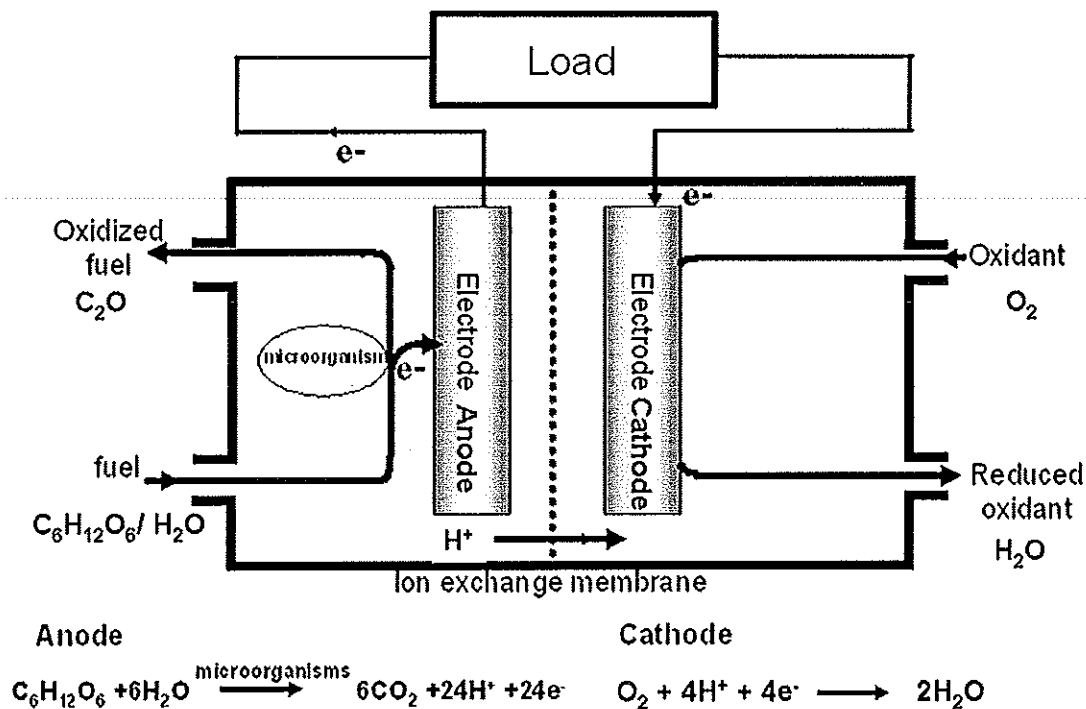 Load
e-
e-
Oxidized
fuel
C₂O
Oxidant
O₂
microorganism
e-
Electrode Anode
Electrode Cathode
fuel
C₆H₁₂O₆/ H₂O
Reduced
oxidant
H₂O
H⁺
Ion exchange membrane
Anode
Cathode
microorganisms
C₆H₁₂O₆ +6H₂O → 6CO₂ +24H⁺ +24e⁻
O₂ + 4H⁺ + 4e⁻ → 2H₂O